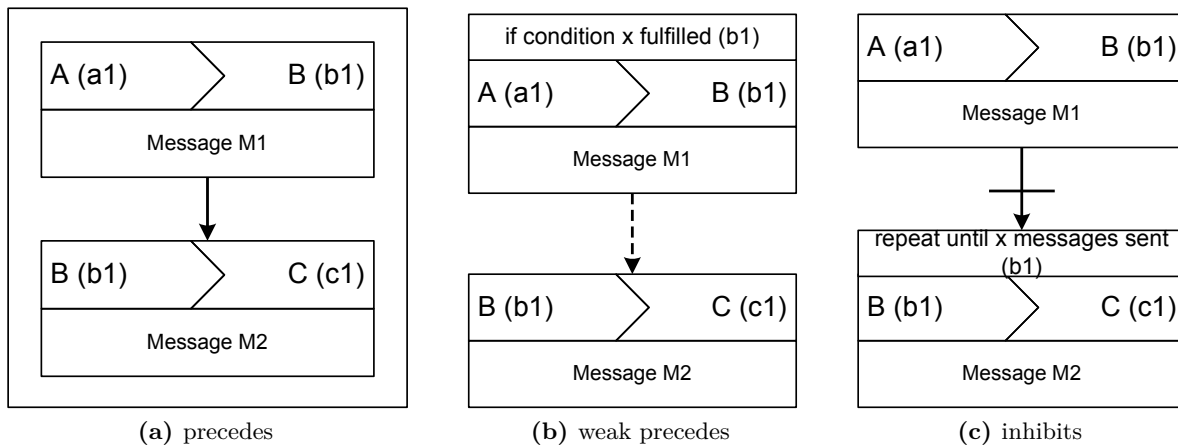 A (a1) B (b1)
Message M1
B (b1) C (c1)
Message M2
(a) precedes
if condition x fulfilled (b1)
A (a1) B (b1)
Message M1
B (b1) C (c1)
Message M2
(b) weak precedes
A (a1) B (b1)
Message M1
repeat until x messages sent
(b1)
B (b1) C (c1)
Message M2
(c) inhibits